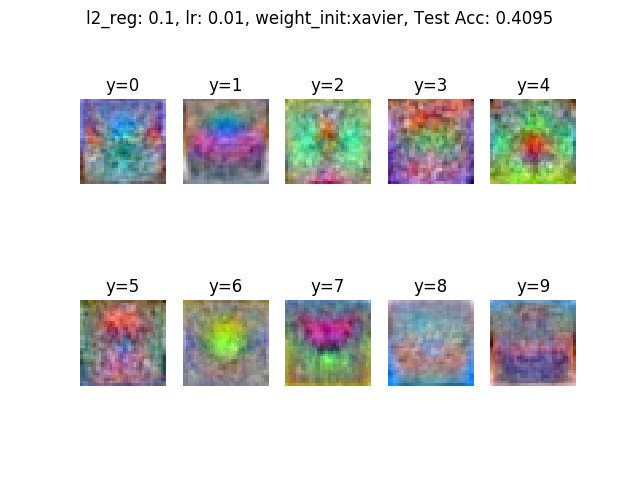 l2_reg: 0.1, lr: 0.01, weight_init:xavier, Test Acc: 0.4095
y=0 y=1 y=2 y=3 y=4
y=5 y=6 y=7 y=8 y=9